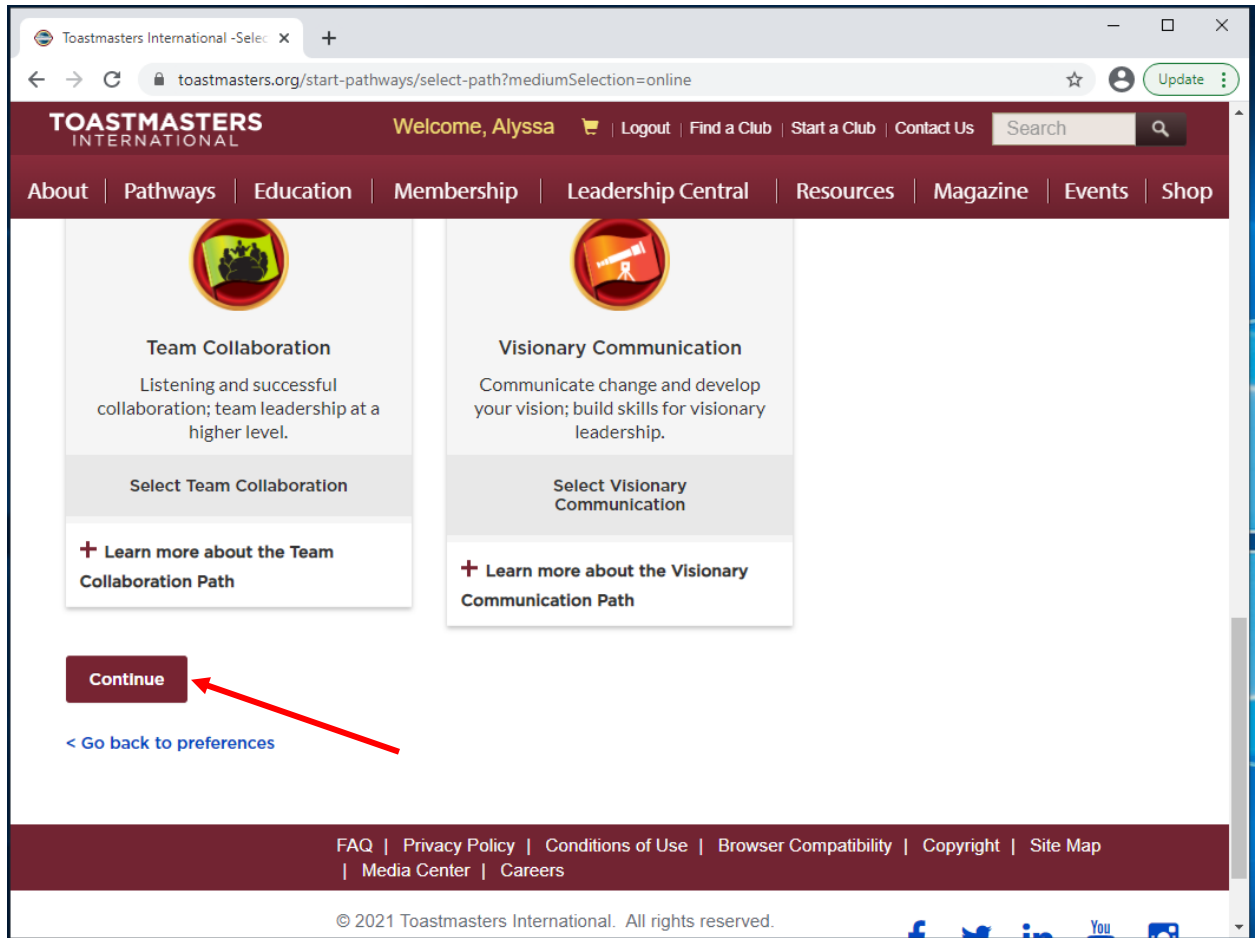 Toastmasters International -Selec
toastmasters.org/start-pathways/select-path?mediumSelection=online
Update
TOASTMASTERS
INTERNATIONAL
Welcome, Alyssa | Logout | Find a Club | Start a Club | Contact Us
Search
About | Pathways | Education | Membership | Leadership Central | Resources | Magazine | Events | Shop
Team Collaboration
Listening and successful
collaboration; team leadership at a
higher level.
Select Team Collaboration
+ Learn more about the Team
Collaboration Path
Visionary Communication
Communicate change and develop
your vision; build skills for visionary
leadership.
Select Visionary
Communication
+ Learn more about the Visionary
Communication Path
Continue
< Go back to preferences
FAQ | Privacy Policy | Conditions of Use | Browser Compatibility | Copyright | Site Map
| Media Center | Careers
© 2021 Toastmasters International. All rights reserved.
f
in
You